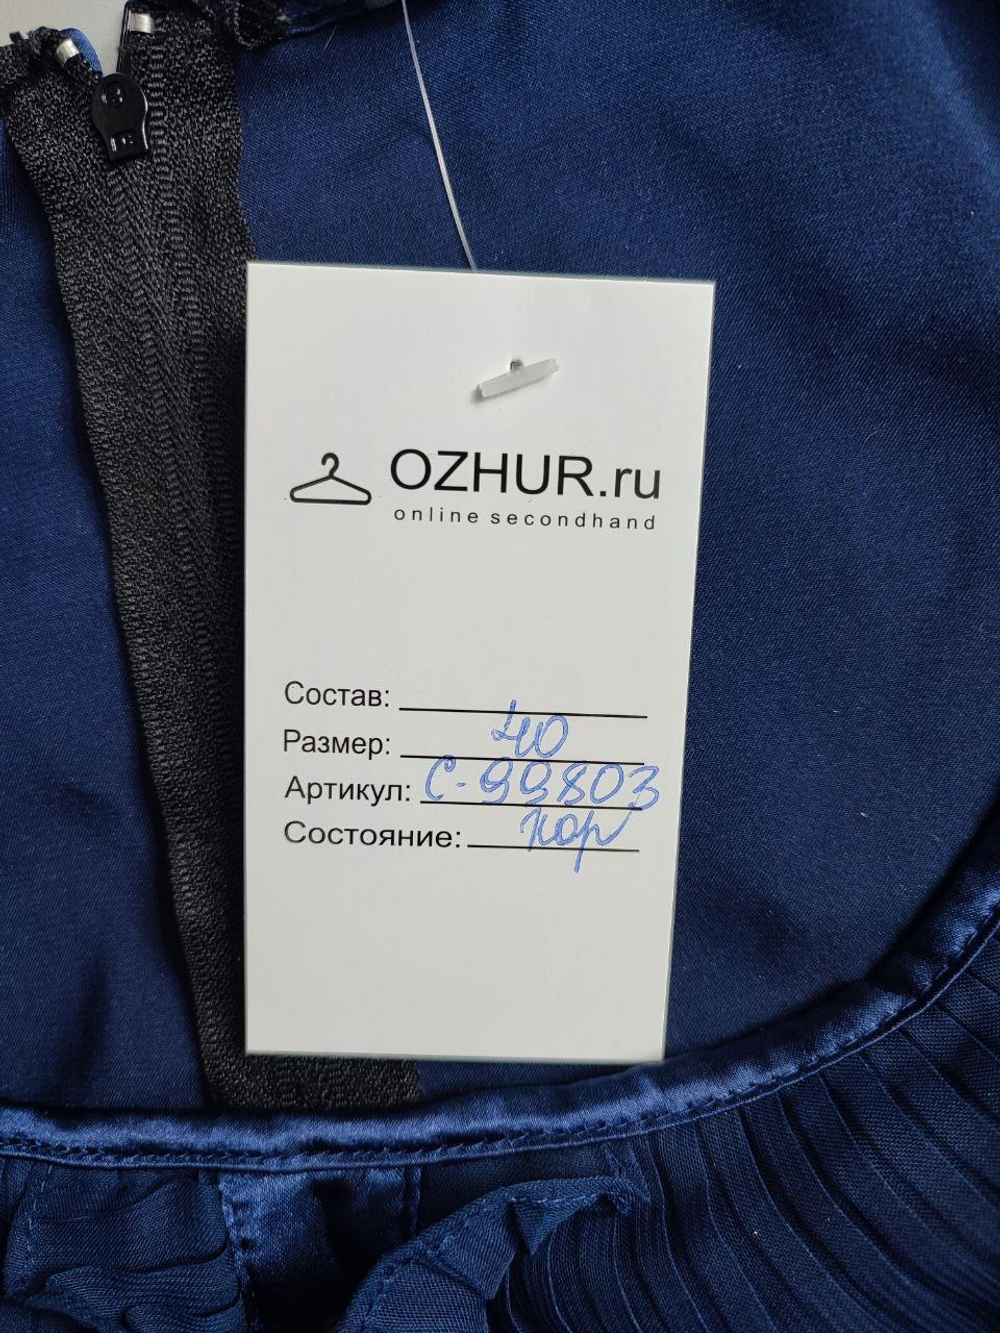 OZHUR.ru
online secondhand
Состав:
Размер: 40
Артикул: С-99803
Состояние: хор